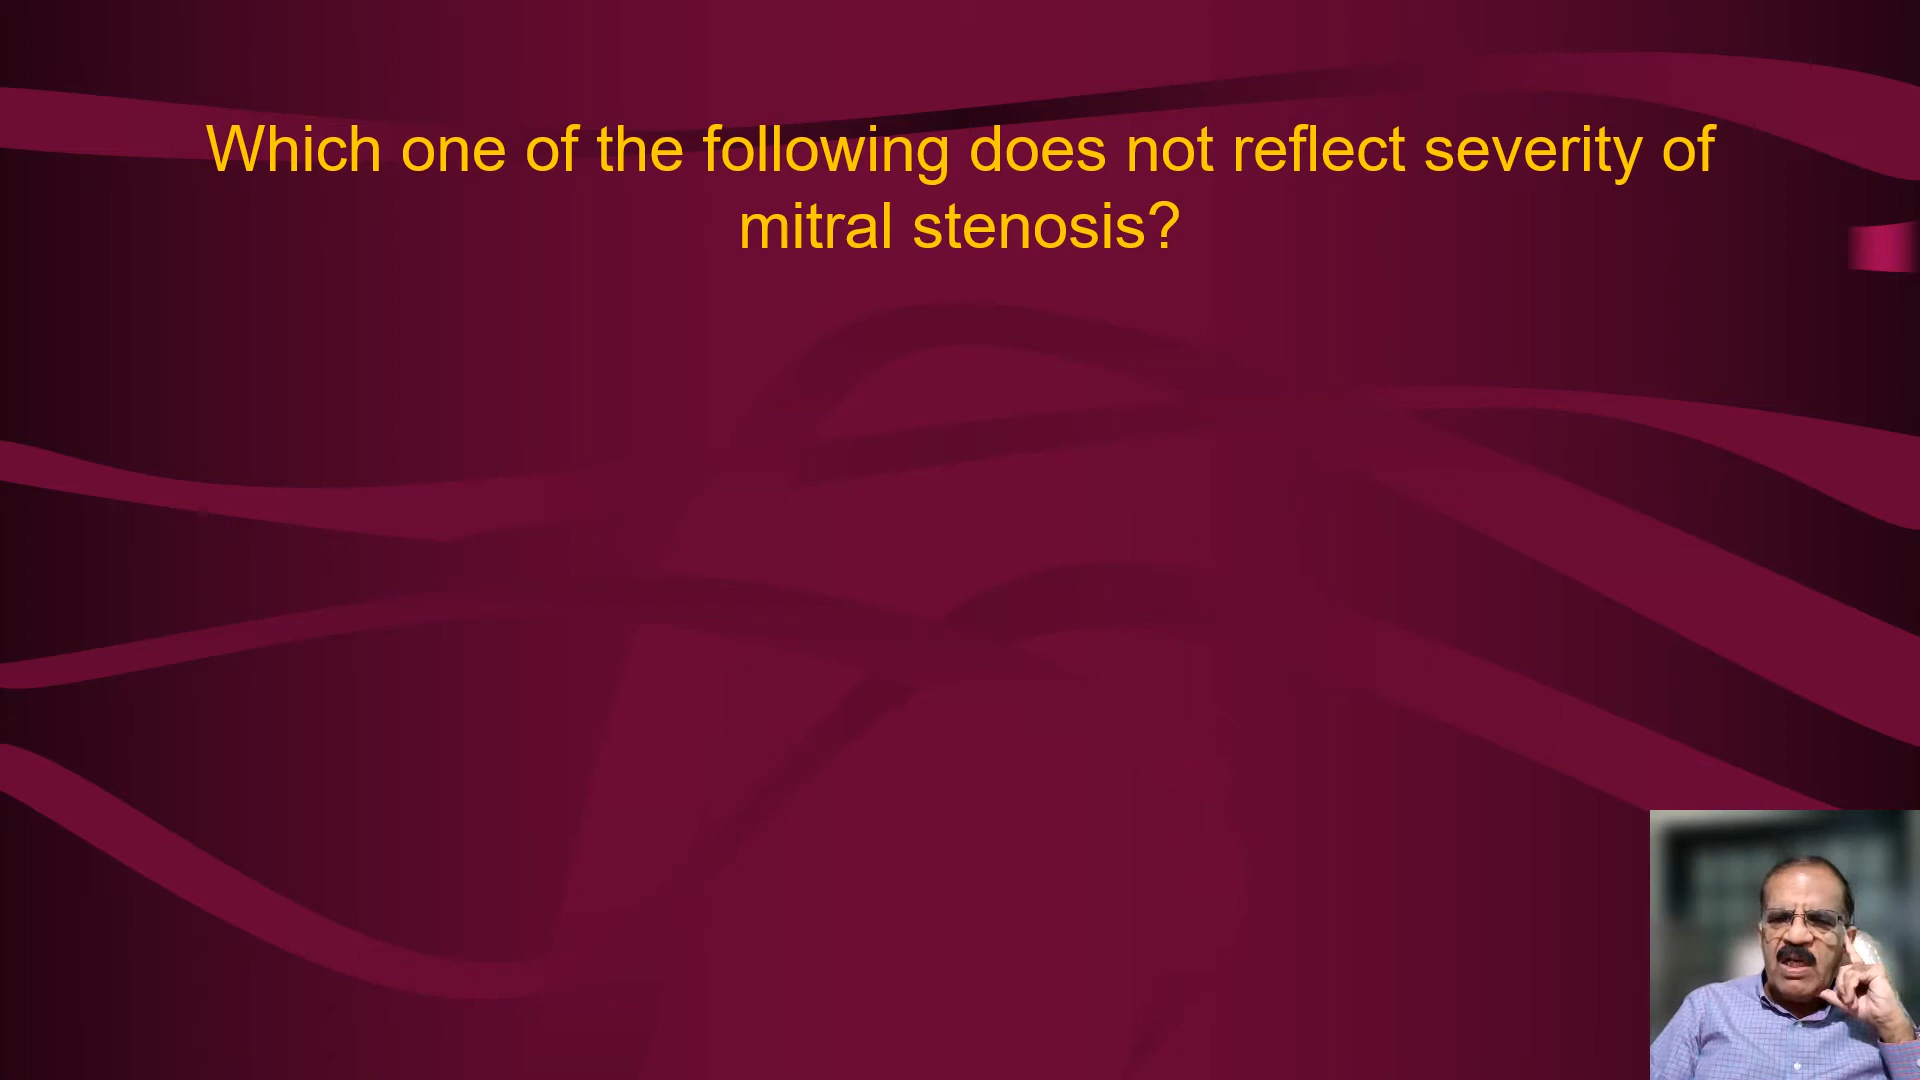 Which one of the following does not reflect severity of
mitral stenosis?